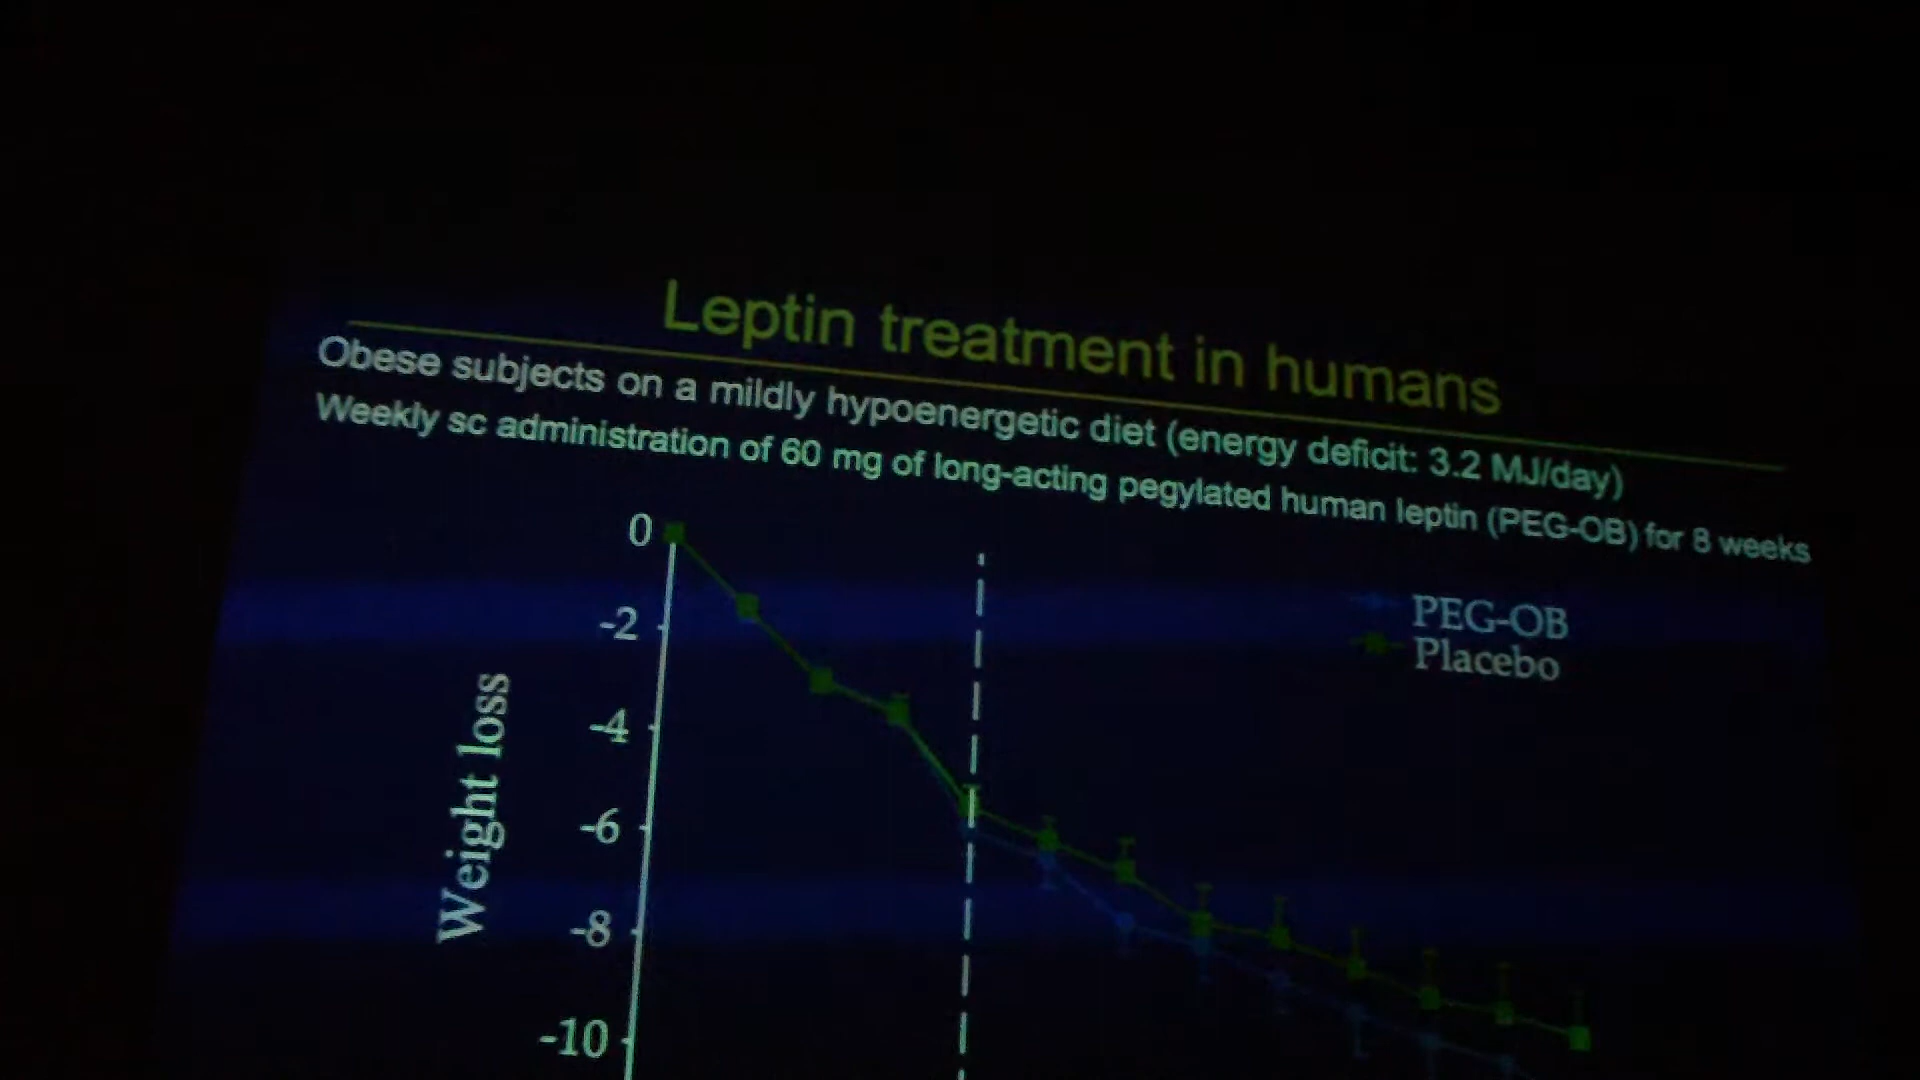 Leptin treatment in humans
Obese subjects on a mildly hypoenergetic diet (energy deficit: 3.2 MJ/day)
Weekly sc administration of 60 mg of long-acting pegylated human leptin (PEG-OB) for 8 weeks
0
-2
-4
-6
-8
-10
Weight loss
PEG-OB
Placebo